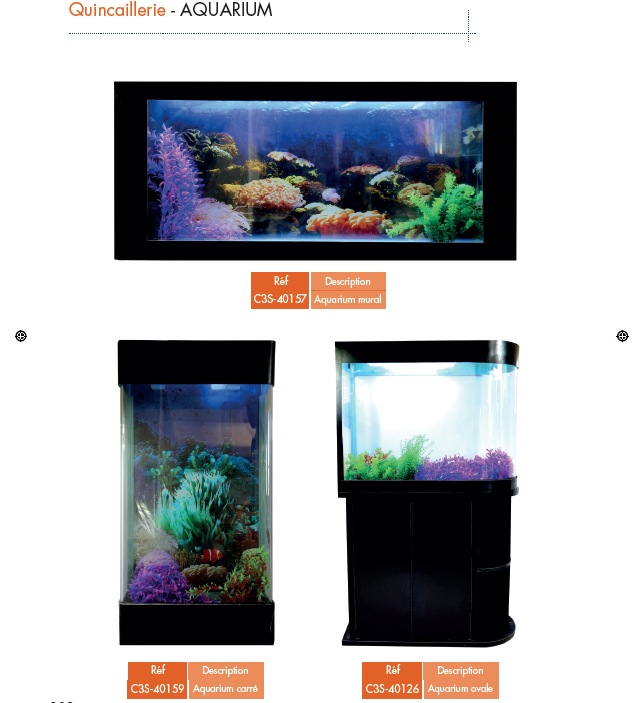 Quincaillerie - AQUARIUM
Réf Description
C3S-40157 Aquarium mural
Réf Description
C3S-40159 Aquarium carré
Réf Description
C3S-40126 Aquarium ovale